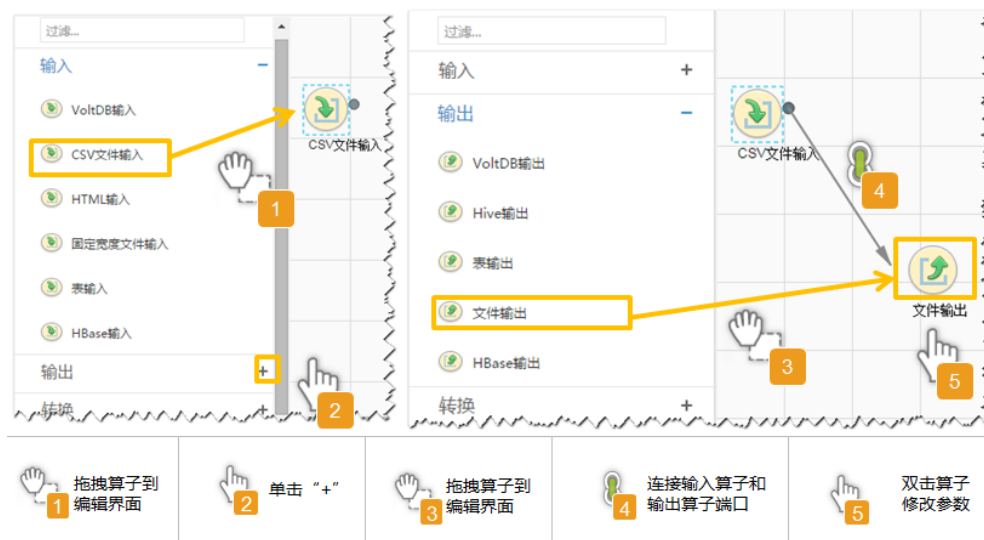 过滤...
输入
VoltDB输入
CSV文件输入
HTML输入
固定宽度文件输入
表输入
HBase输入
输出
转换
CSV文件输入
1
2
过滤...
输入
输出
VoltDB输出
Hive输出
表输出
文件输出
HBase输出
转换
CSV文件输入
4
文件输出
3
5
1
拖拽算子到
编辑界面
2
单击“+”
3
拖拽算子到
编辑界面
4
连接输入算子和
输出算子端口
5
双击算子
修改参数